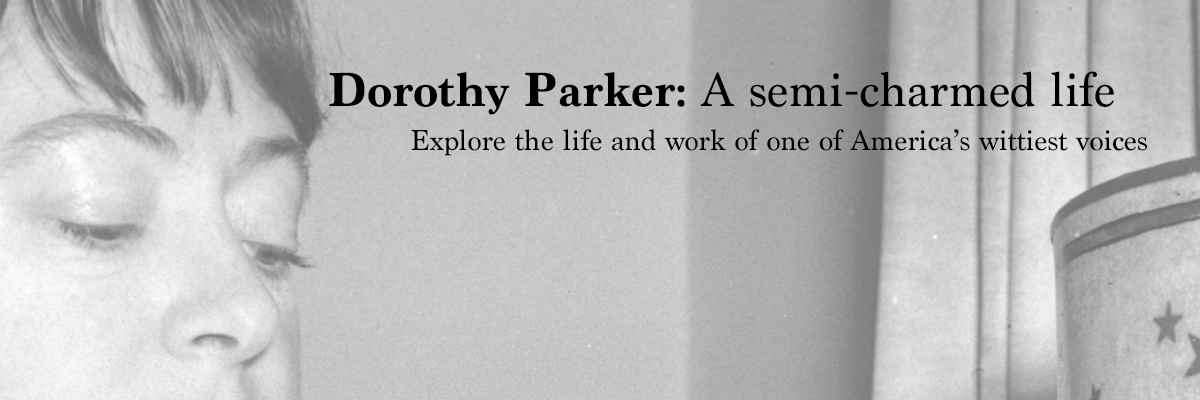 Dorothy Parker: A semi-charmed life
Explore the life and work of one of America’s wittiest voices